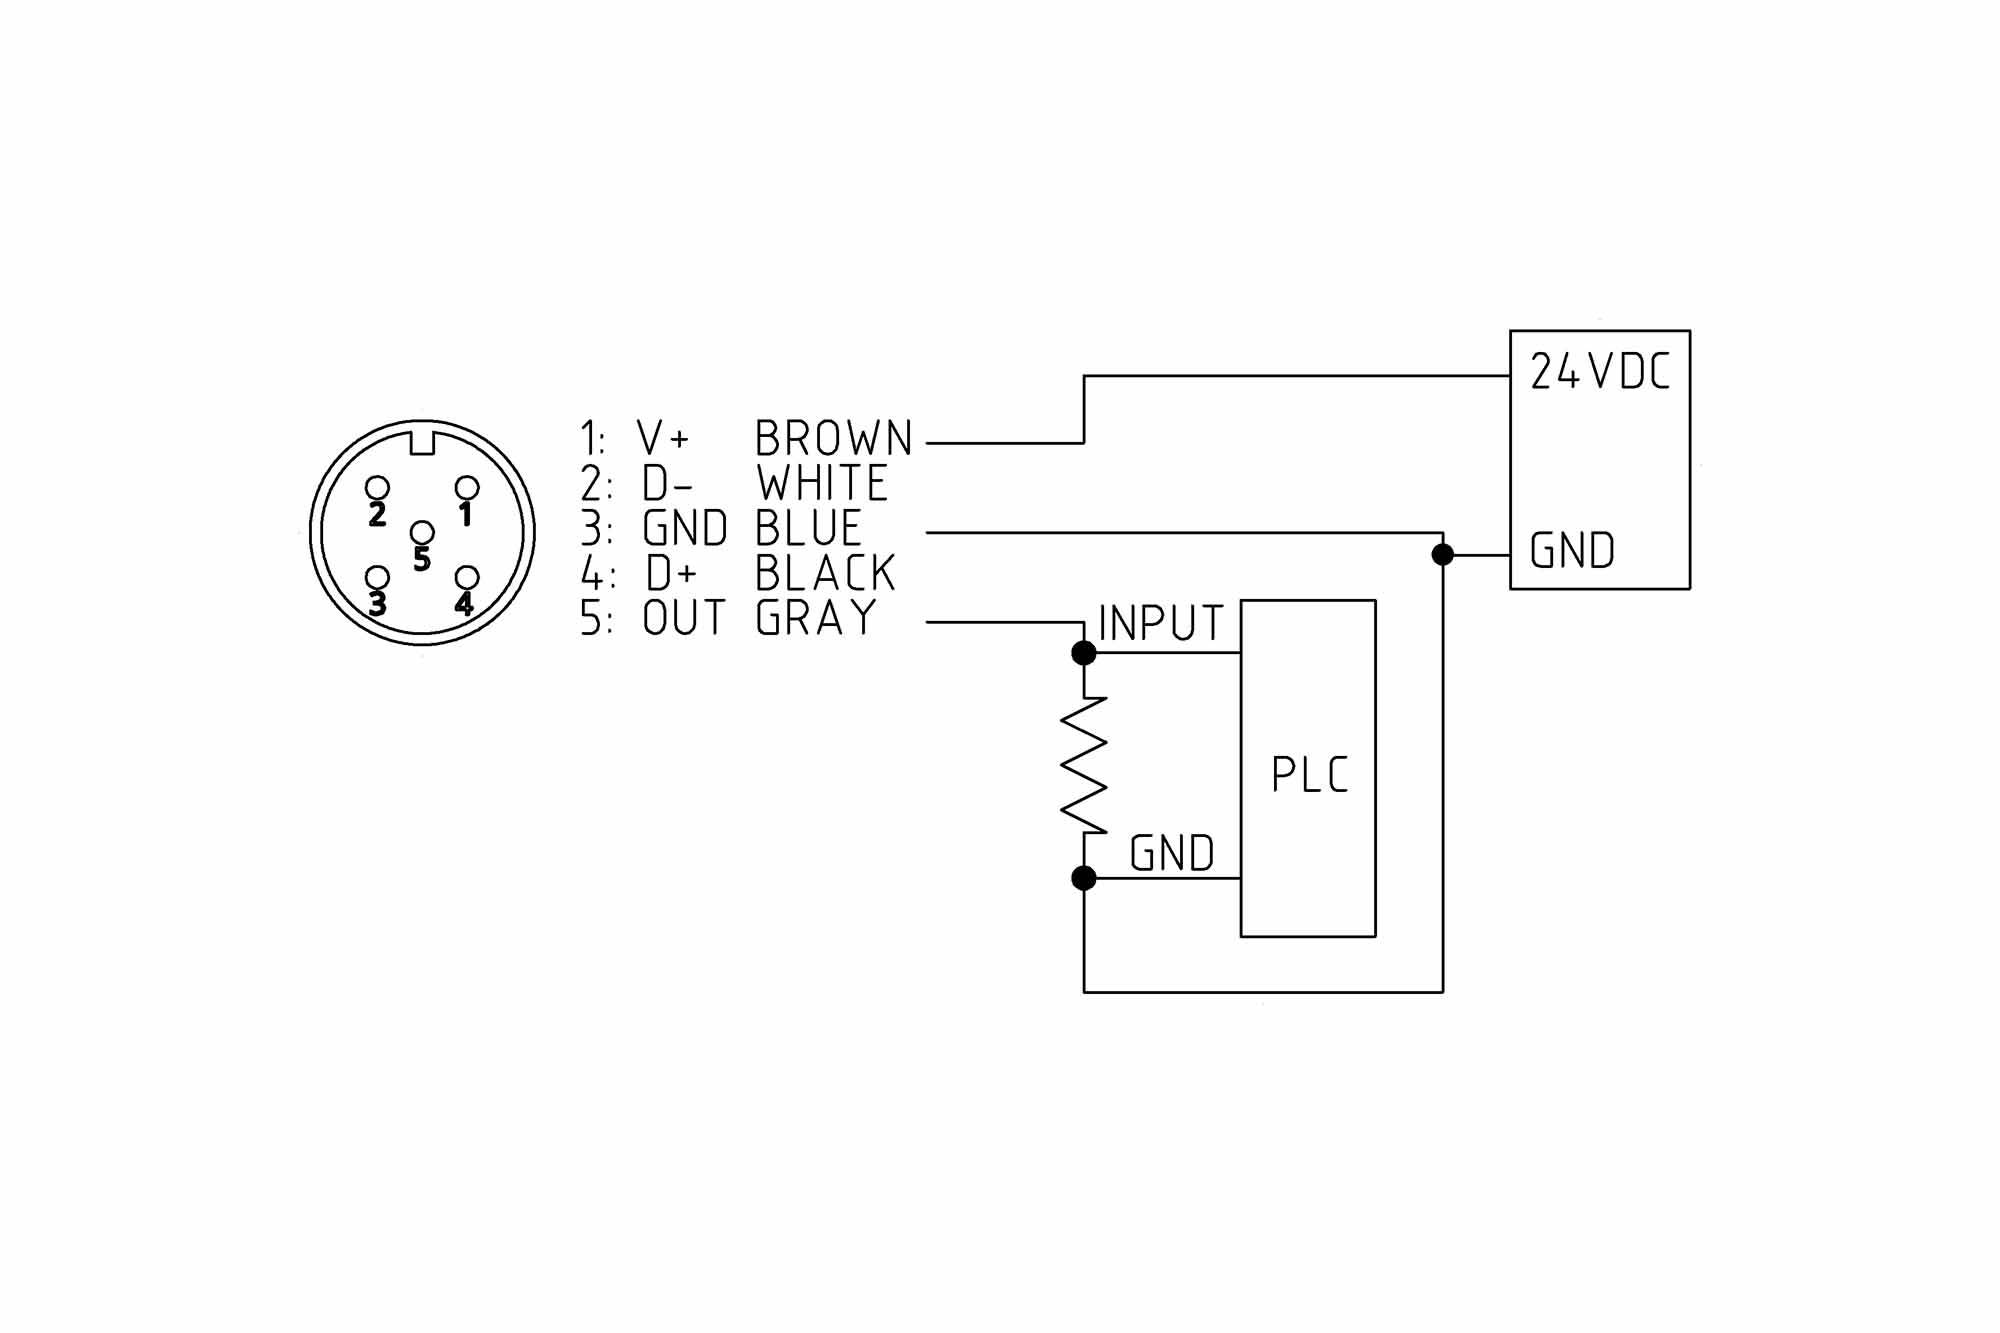 24VDC
1: V+ BROWN
2: D- WHITE
3: GND BLUE
4: D+ BLACK
5: OUT GRAY
2 1
5
3 4
GND
INPUT
PLC
GND